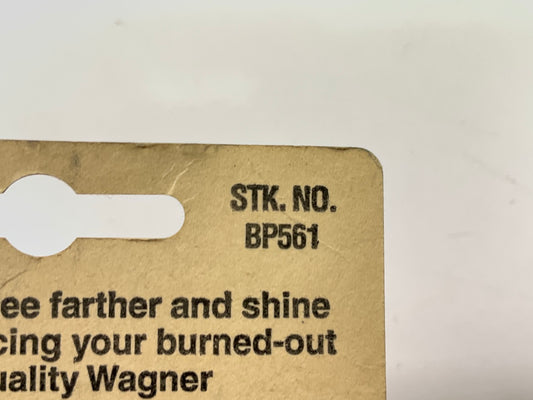 STK. NO.
BP561
ee farther and shine
cing your burned-out
uality Wagner